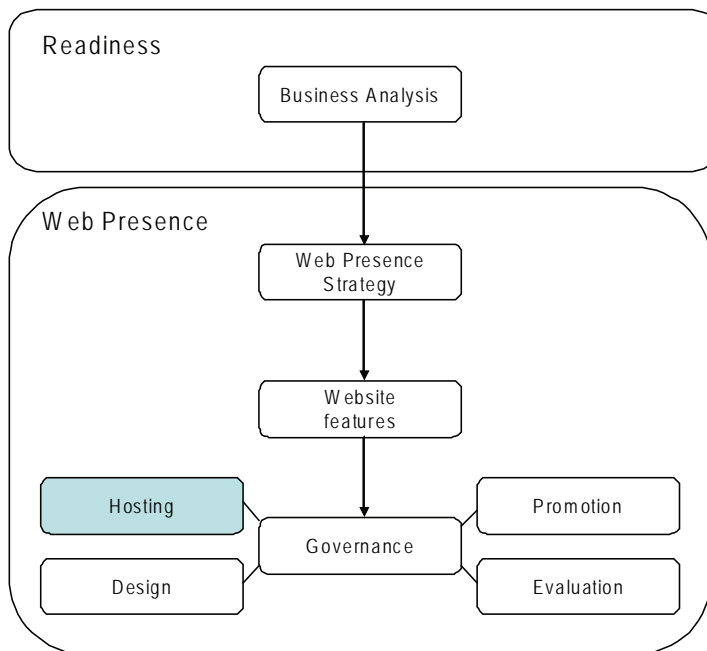 Readiness
Business Analysis
Web Presence
Web Presence
Strategy
Website
features
Hosting
Promotion
Governance
Design
Evaluation